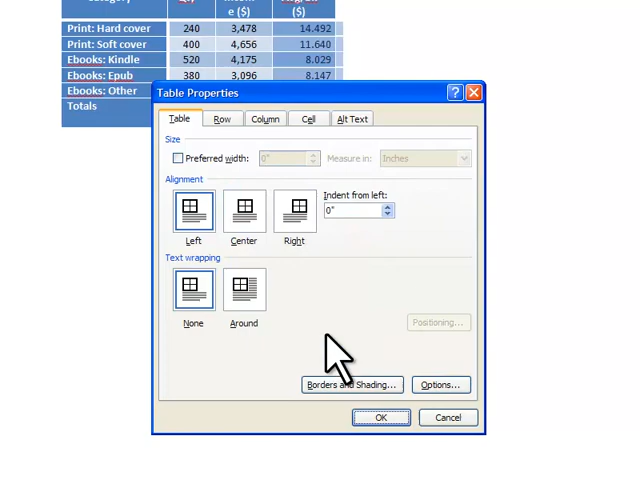 ($)
e ($)
($)
Print: Hard cover 240 3,478 14.492
Print: Soft cover 400 4,656 11.640
Ebooks: Kindle 520 4,175 8.029
Ebooks: Epub 380 3,096 8.147
Ebooks: Other
Totals
Table Properties
Table Row Column Cell Alt Text
Size
Preferred width: 0" Measure in: Inches
Alignment
Indent from left:
0"
Left Center Right
Text wrapping
None Around
Positioning...
Borders and Shading... Options...
OK Cancel